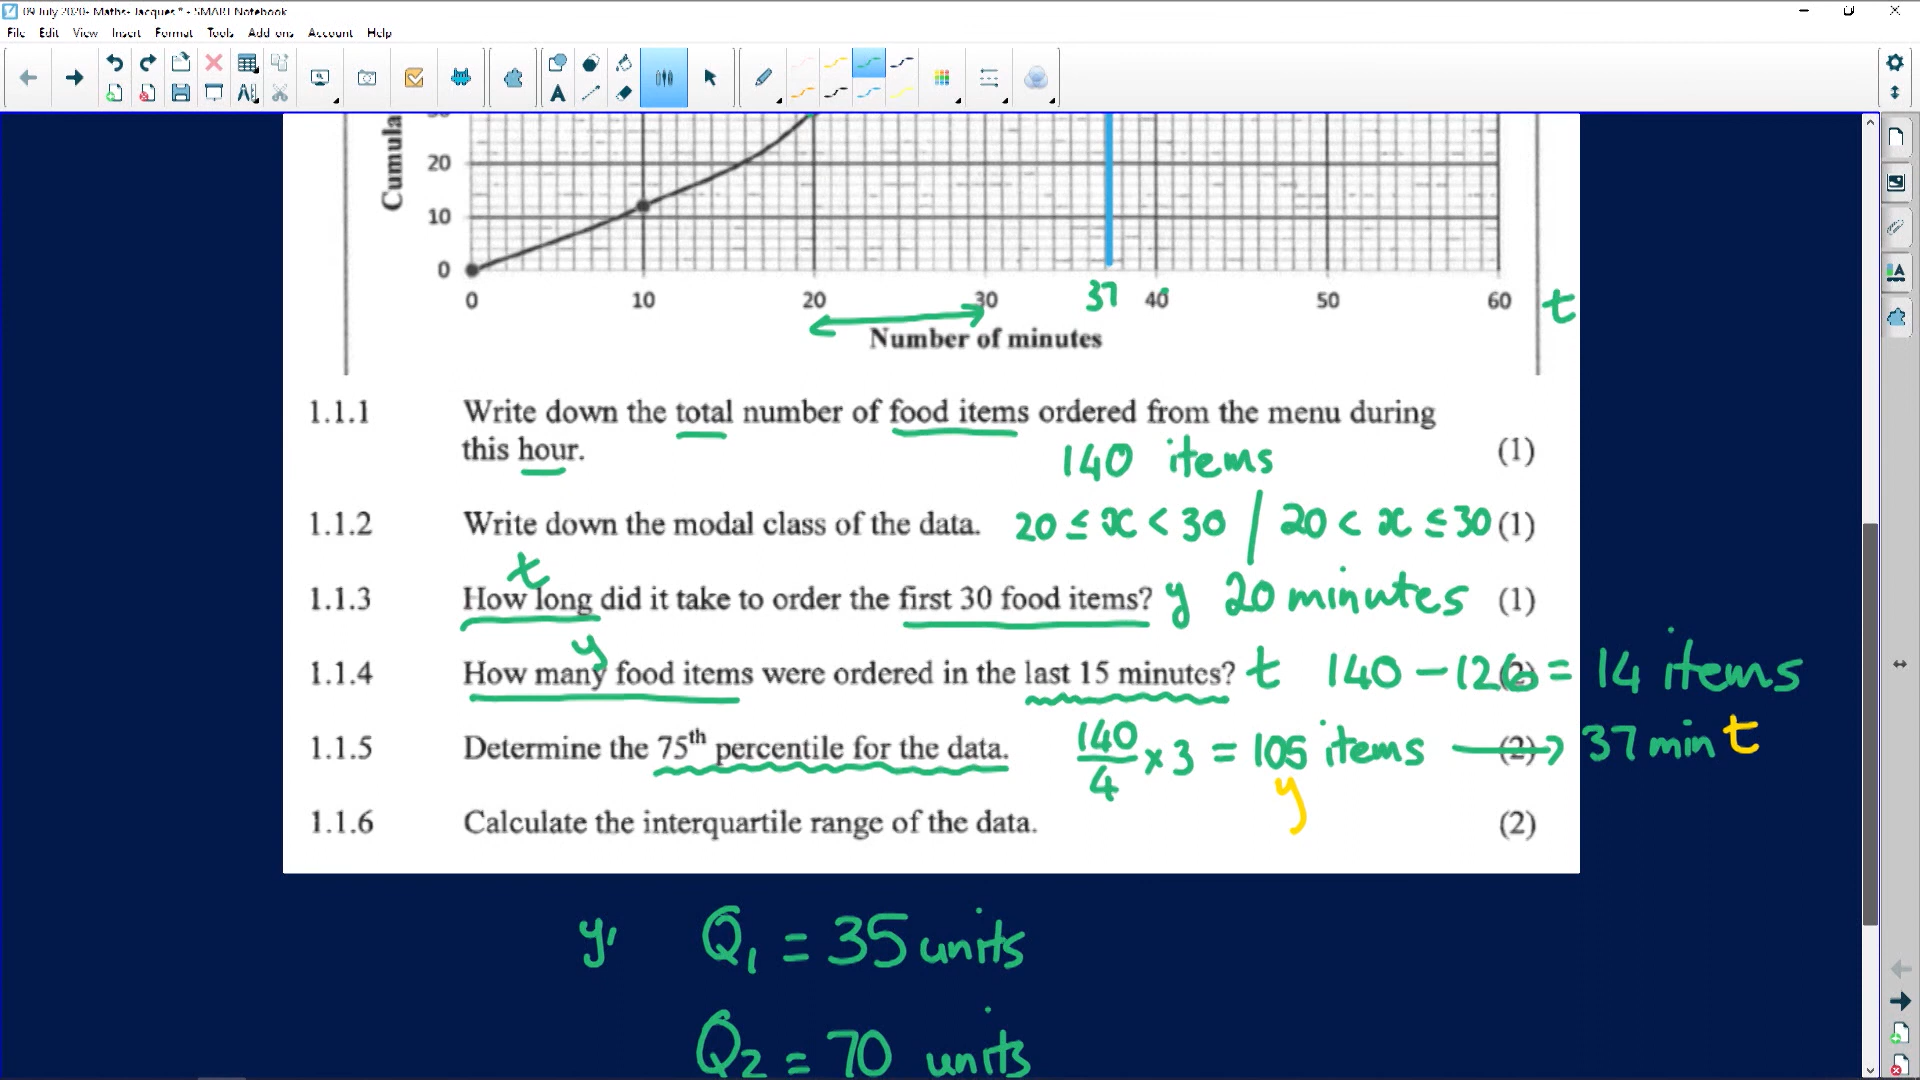 09 July 2020- Maths- Jacques * - SMART Notebook
File Edit View Insert Format Tools Add-ons Account Help
Cumula
20
10
0
0 10 20 30 37 40 50 60 t
Number of minutes
1.1.1 Write down the total number of food items ordered from the menu during
this hour. 140 items (1)
1.1.2 Write down the modal class of the data. 20 ≤ x < 30 / 20 < x ≤ 30 (1)
t
1.1.3 How long did it take to order the first 30 food items? y 20 minutes (1)
y
1.1.4 How many food items were ordered in the last 15 minutes? t 140 - 126 = 14 items (2)
1.1.5 Determine the 75th percentile for the data. 140/4 × 3 = 105 items → 37 min t (2)
y
1.1.6 Calculate the interquartile range of the data. (2)
y, Q1 = 35 units
Q2 = 70 units